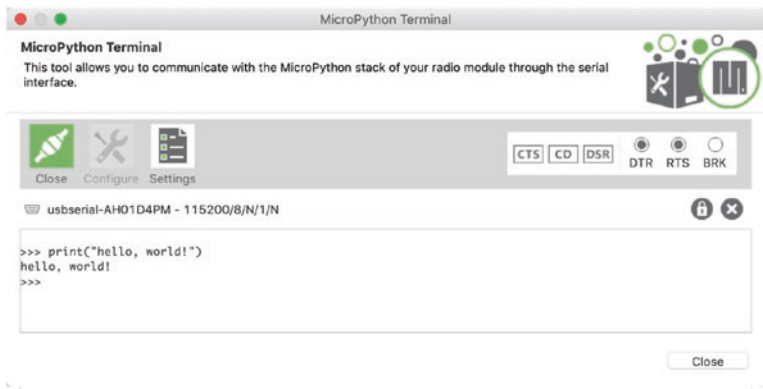 MicroPython Terminal
MicroPython Terminal
This tool allows you to communicate with the MicroPython stack of your radio module through the serial
interface.
Close Configure Settings
CTS CD DSR DTR RTS BRK
usbserial-AH01D4PM - 115200/8/N/1/N
>>> print("hello, world!")
hello, world!
>>>
Close